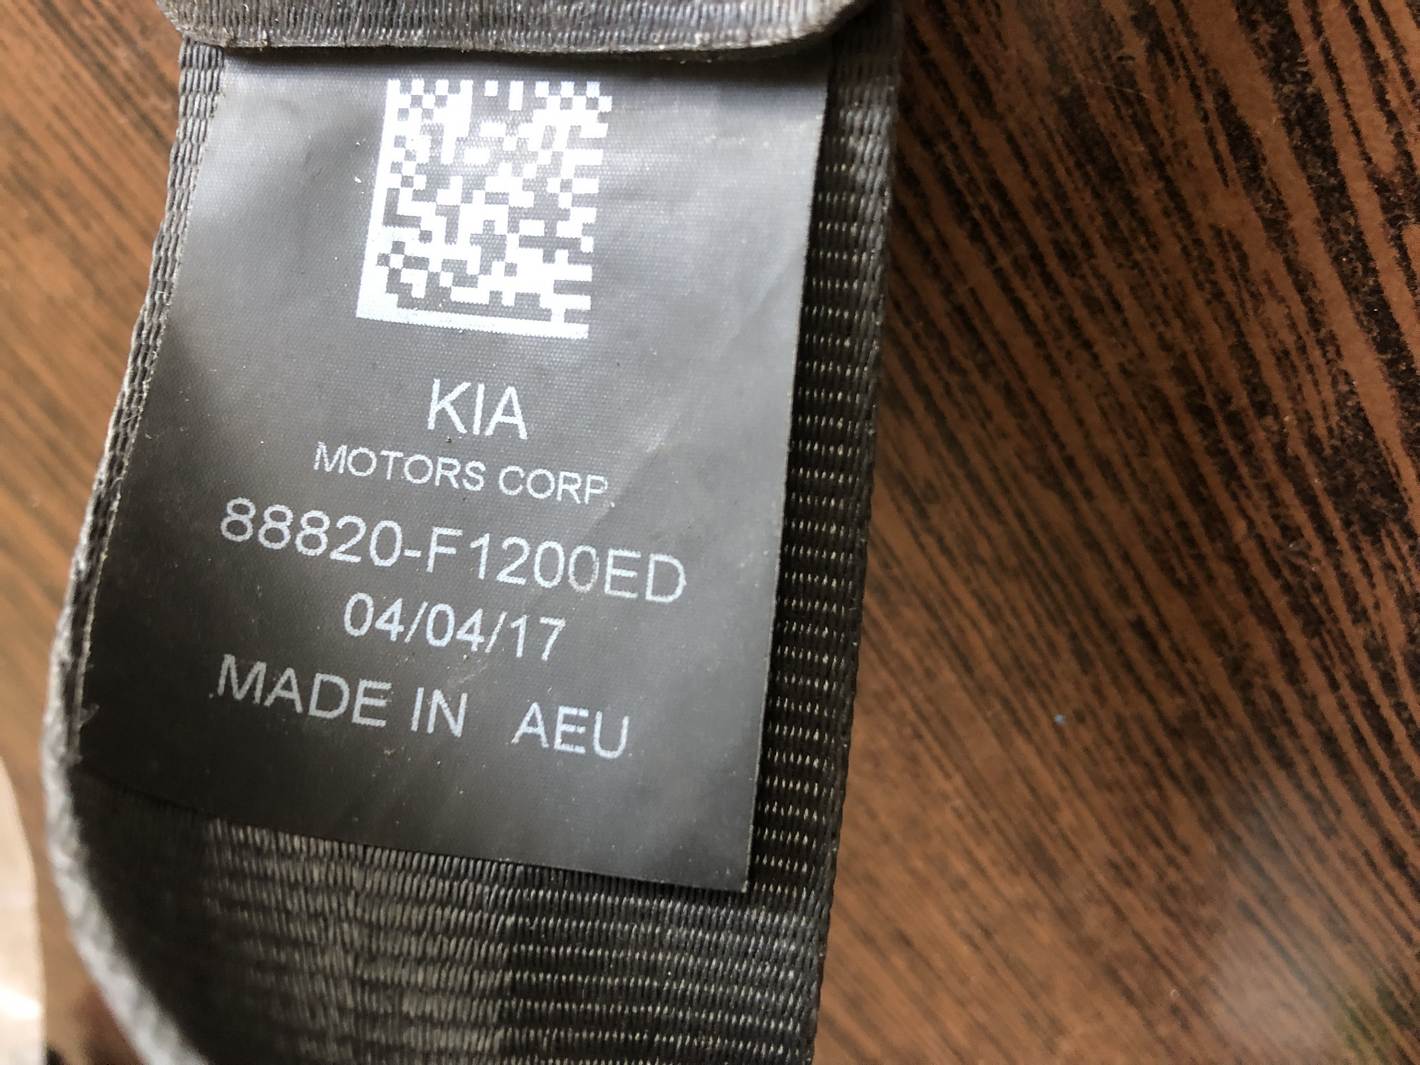 KIA
MOTORS CORP.
88820-F1200ED
04/04/17
MADE IN AEU